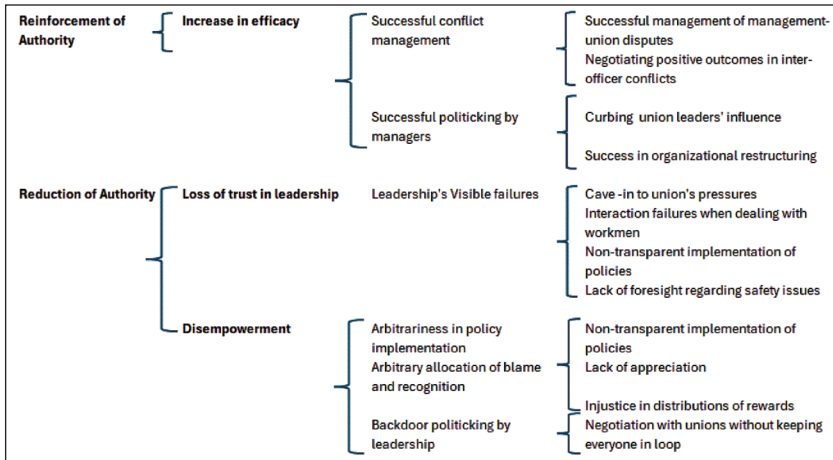 Reinforcement of
Authority
Increase in efficacy
Successful conflict
management
Successful management of management-
union disputes
Negotiating positive outcomes in inter-
officer conflicts
Successful politicking by
managers
Curbing union leaders' influence
Success in organizational restructuring
Reduction of Authority
Loss of trust in leadership
Leadership's Visible failures
Cave -in to union's pressures
Interaction failures when dealing with
workmen
Non-transparent implementation of
policies
Lack of foresight regarding safety issues
Disempowerment
Arbitrariness in policy
implementation
Arbitrary allocation of blame
and recognition
Non-transparent implementation of
policies
Lack of appreciation
Injustice in distributions of rewards
Backdoor politicking by
leadership
Negotiation with unions without keeping
everyone in loop